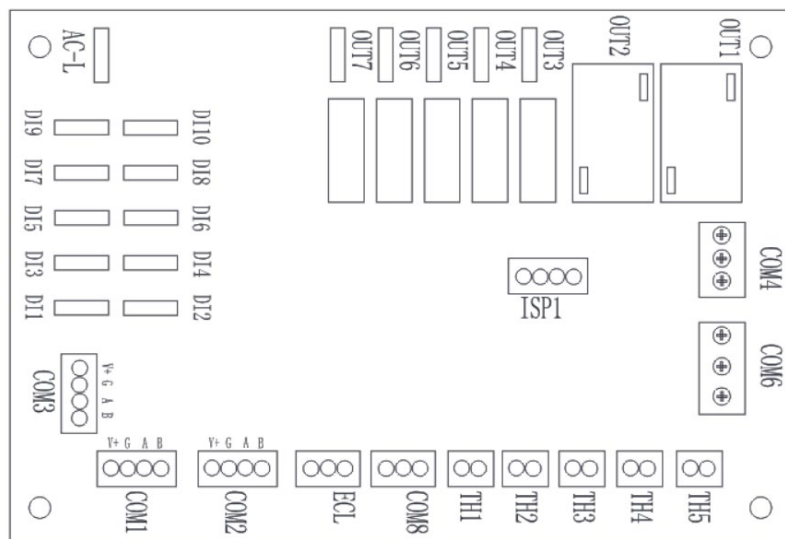 AC-L
OUT7
OUT6
OUT5
OUT4
OUT3
OUT2
OUT1
DI9
DI10
DI7
DI8
DI5
DI6
DI3
DI4
DI1
DI2
COM4
ISP1
COM6
COM3
V+ G A B
V+ G A B
V+ G A B
COM1
COM2
ECL
COM8
TH1
TH2
TH3
TH4
TH5